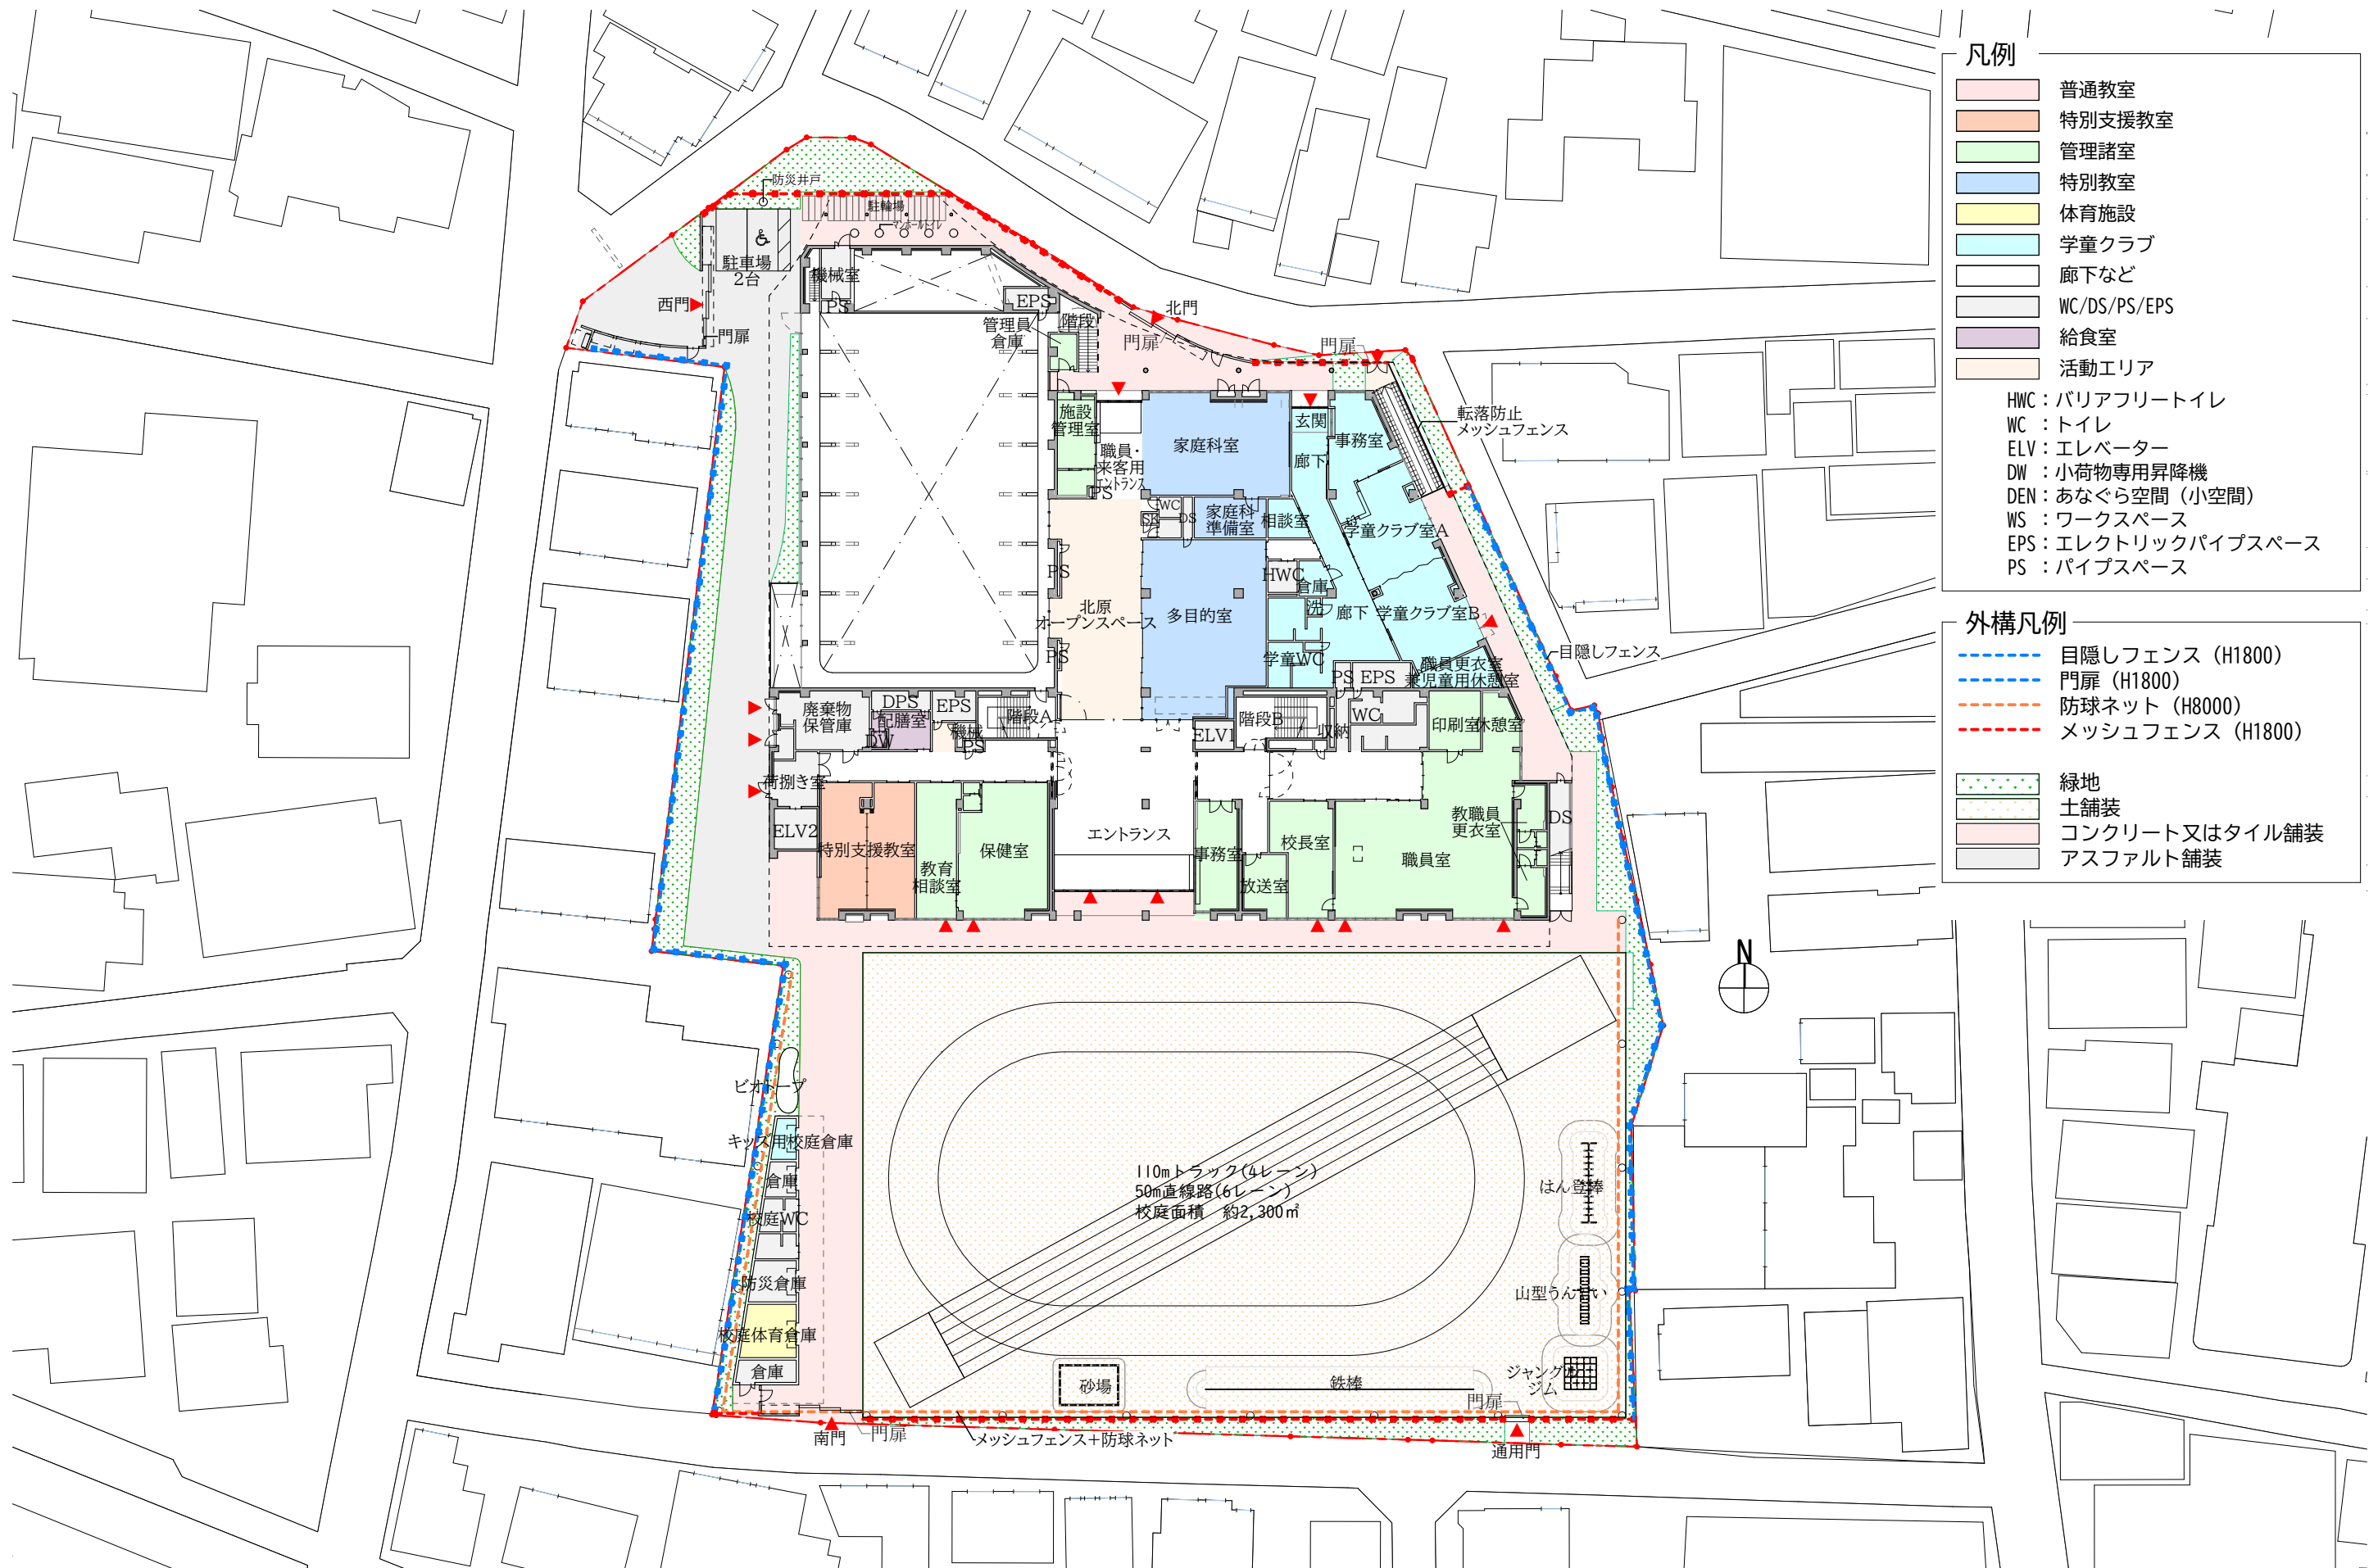 凡例
普通教室
特別支援教室
管理諸室
特別教室
体育施設
学童クラブ
廊下など
WC/DS/PS/EPS
給食室
活動エリア
HWC：バリアフリートイレ
WC ：トイレ
ELV：エレベーター
DW ：小荷物専用昇降機
DEN：あなぐら空間（小空間）
WS ：ワークスペース
EPS：エレクトリックパイプスペース
PS ：パイプスペース
外構凡例
目隠しフェンス（H1800）
門扉（H1800）
防球ネット（H8000）
メッシュフェンス（H1800）
緑地
土舗装
コンクリート又はタイル舗装
アスファルト舗装
防災井戸
駐輪場
マンホールトイレ
駐車場
2台
西門
門扉
機械室
PS
EPS
管理員
倉庫
階段
北門
門扉
門扉
転落防止
メッシュフェンス
施設
管理室
職員・
来客用
エントランス
PS
家庭科室
玄関
事務室
廊下
WC
SK
DS
家庭科
準備室
相談室
学童クラブ室A
PS
HWC
倉庫
北原
オープンスペース
多目的室
洗
廊下
学童クラブ室B
PS
学童WC
目隠しフェンス
職員更衣室
兼児童用休憩室
PS
EPS
廃棄物
保管庫
DPS
配膳室
DW
EPS
機械
PS
階段A
ELV1
階段B
収納
WC
印刷室
休憩室
荷捌き室
ELV2
特別支援教室
教育
相談室
保健室
エントランス
事務室
放送室
校長室
職員室
教職員
更衣室
DS
N
ビオトープ
キッズ用校庭倉庫
倉庫
校庭WC
防災倉庫
校庭体育倉庫
倉庫
110mトラック(4レーン)
50m直線路(6レーン)
校庭面積 約2,300㎡
はん登棒
山型うんてい
ジャングル
ジム
砂場
鉄棒
門扉
南門
門扉
メッシュフェンス＋防球ネット
通用門